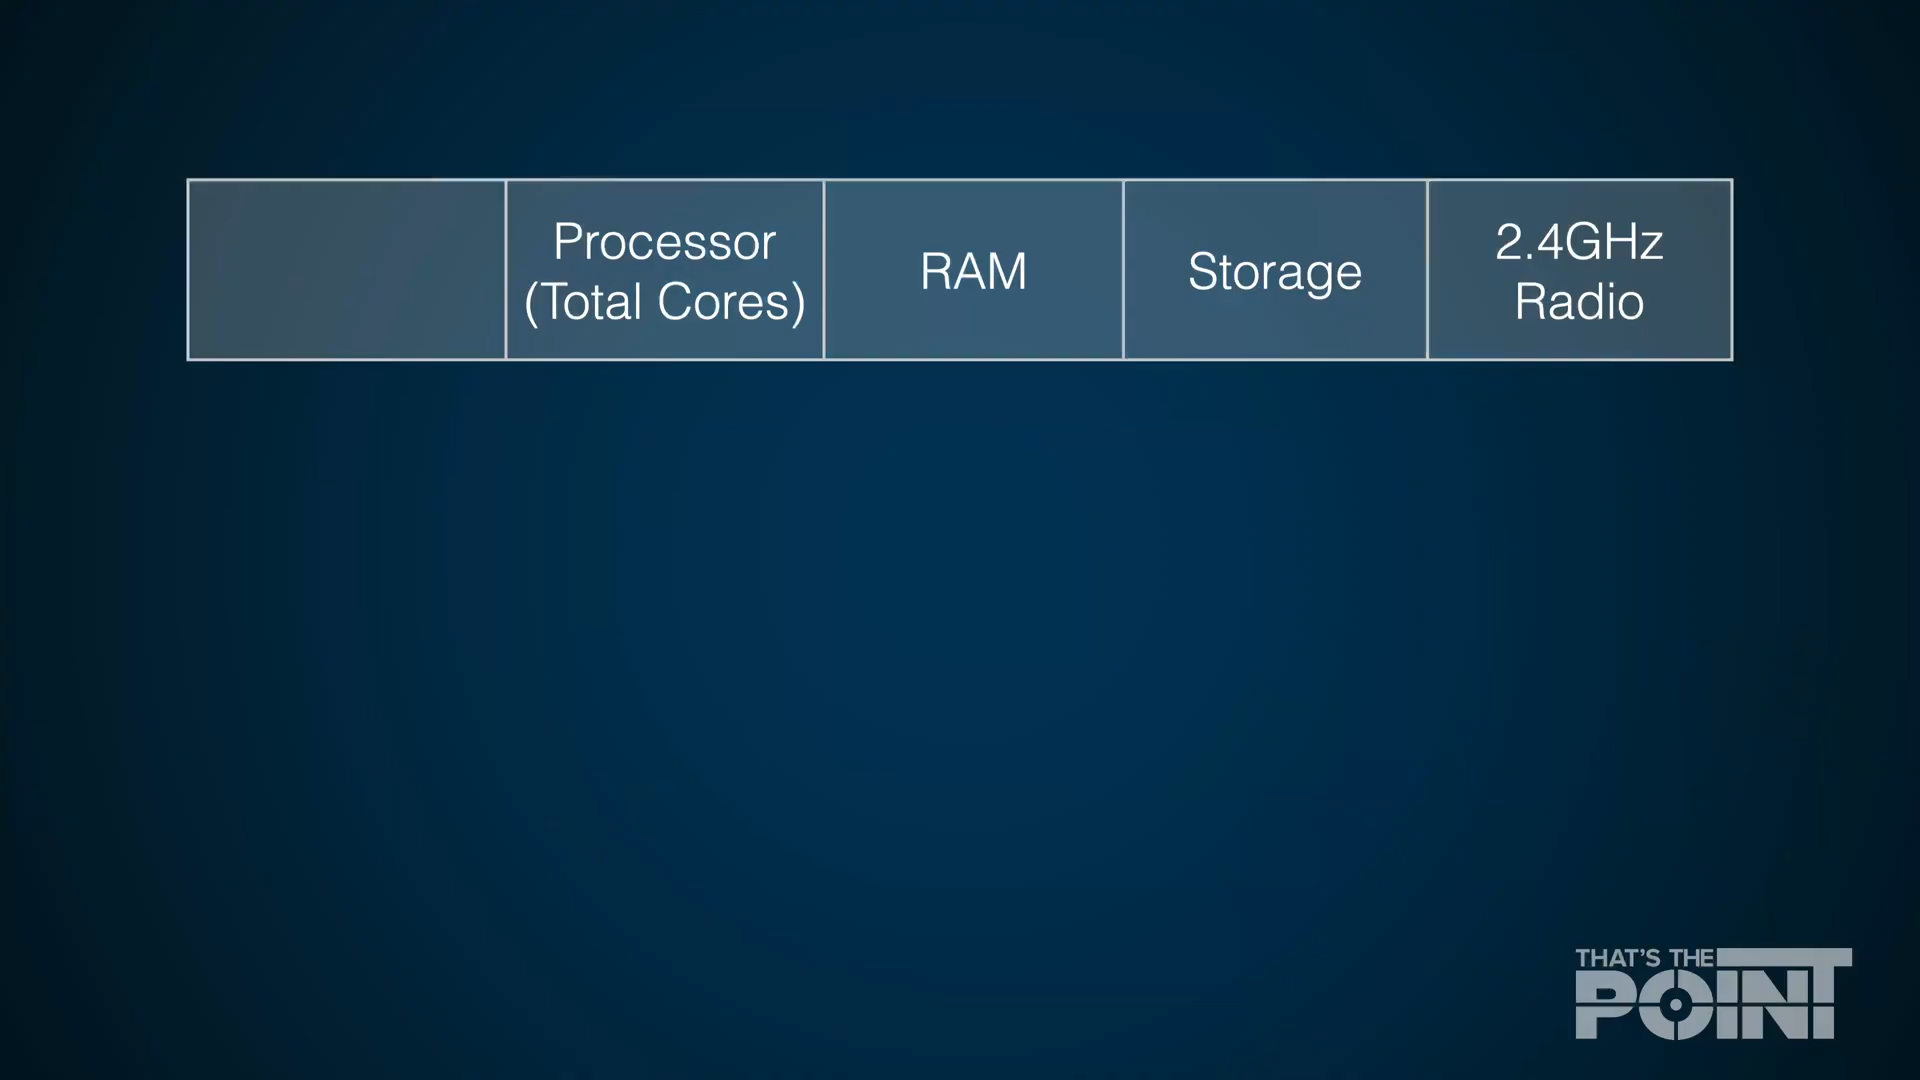 Processor
(Total Cores)
RAM
Storage
2.4GHz
Radio
THAT'S THE
POINT